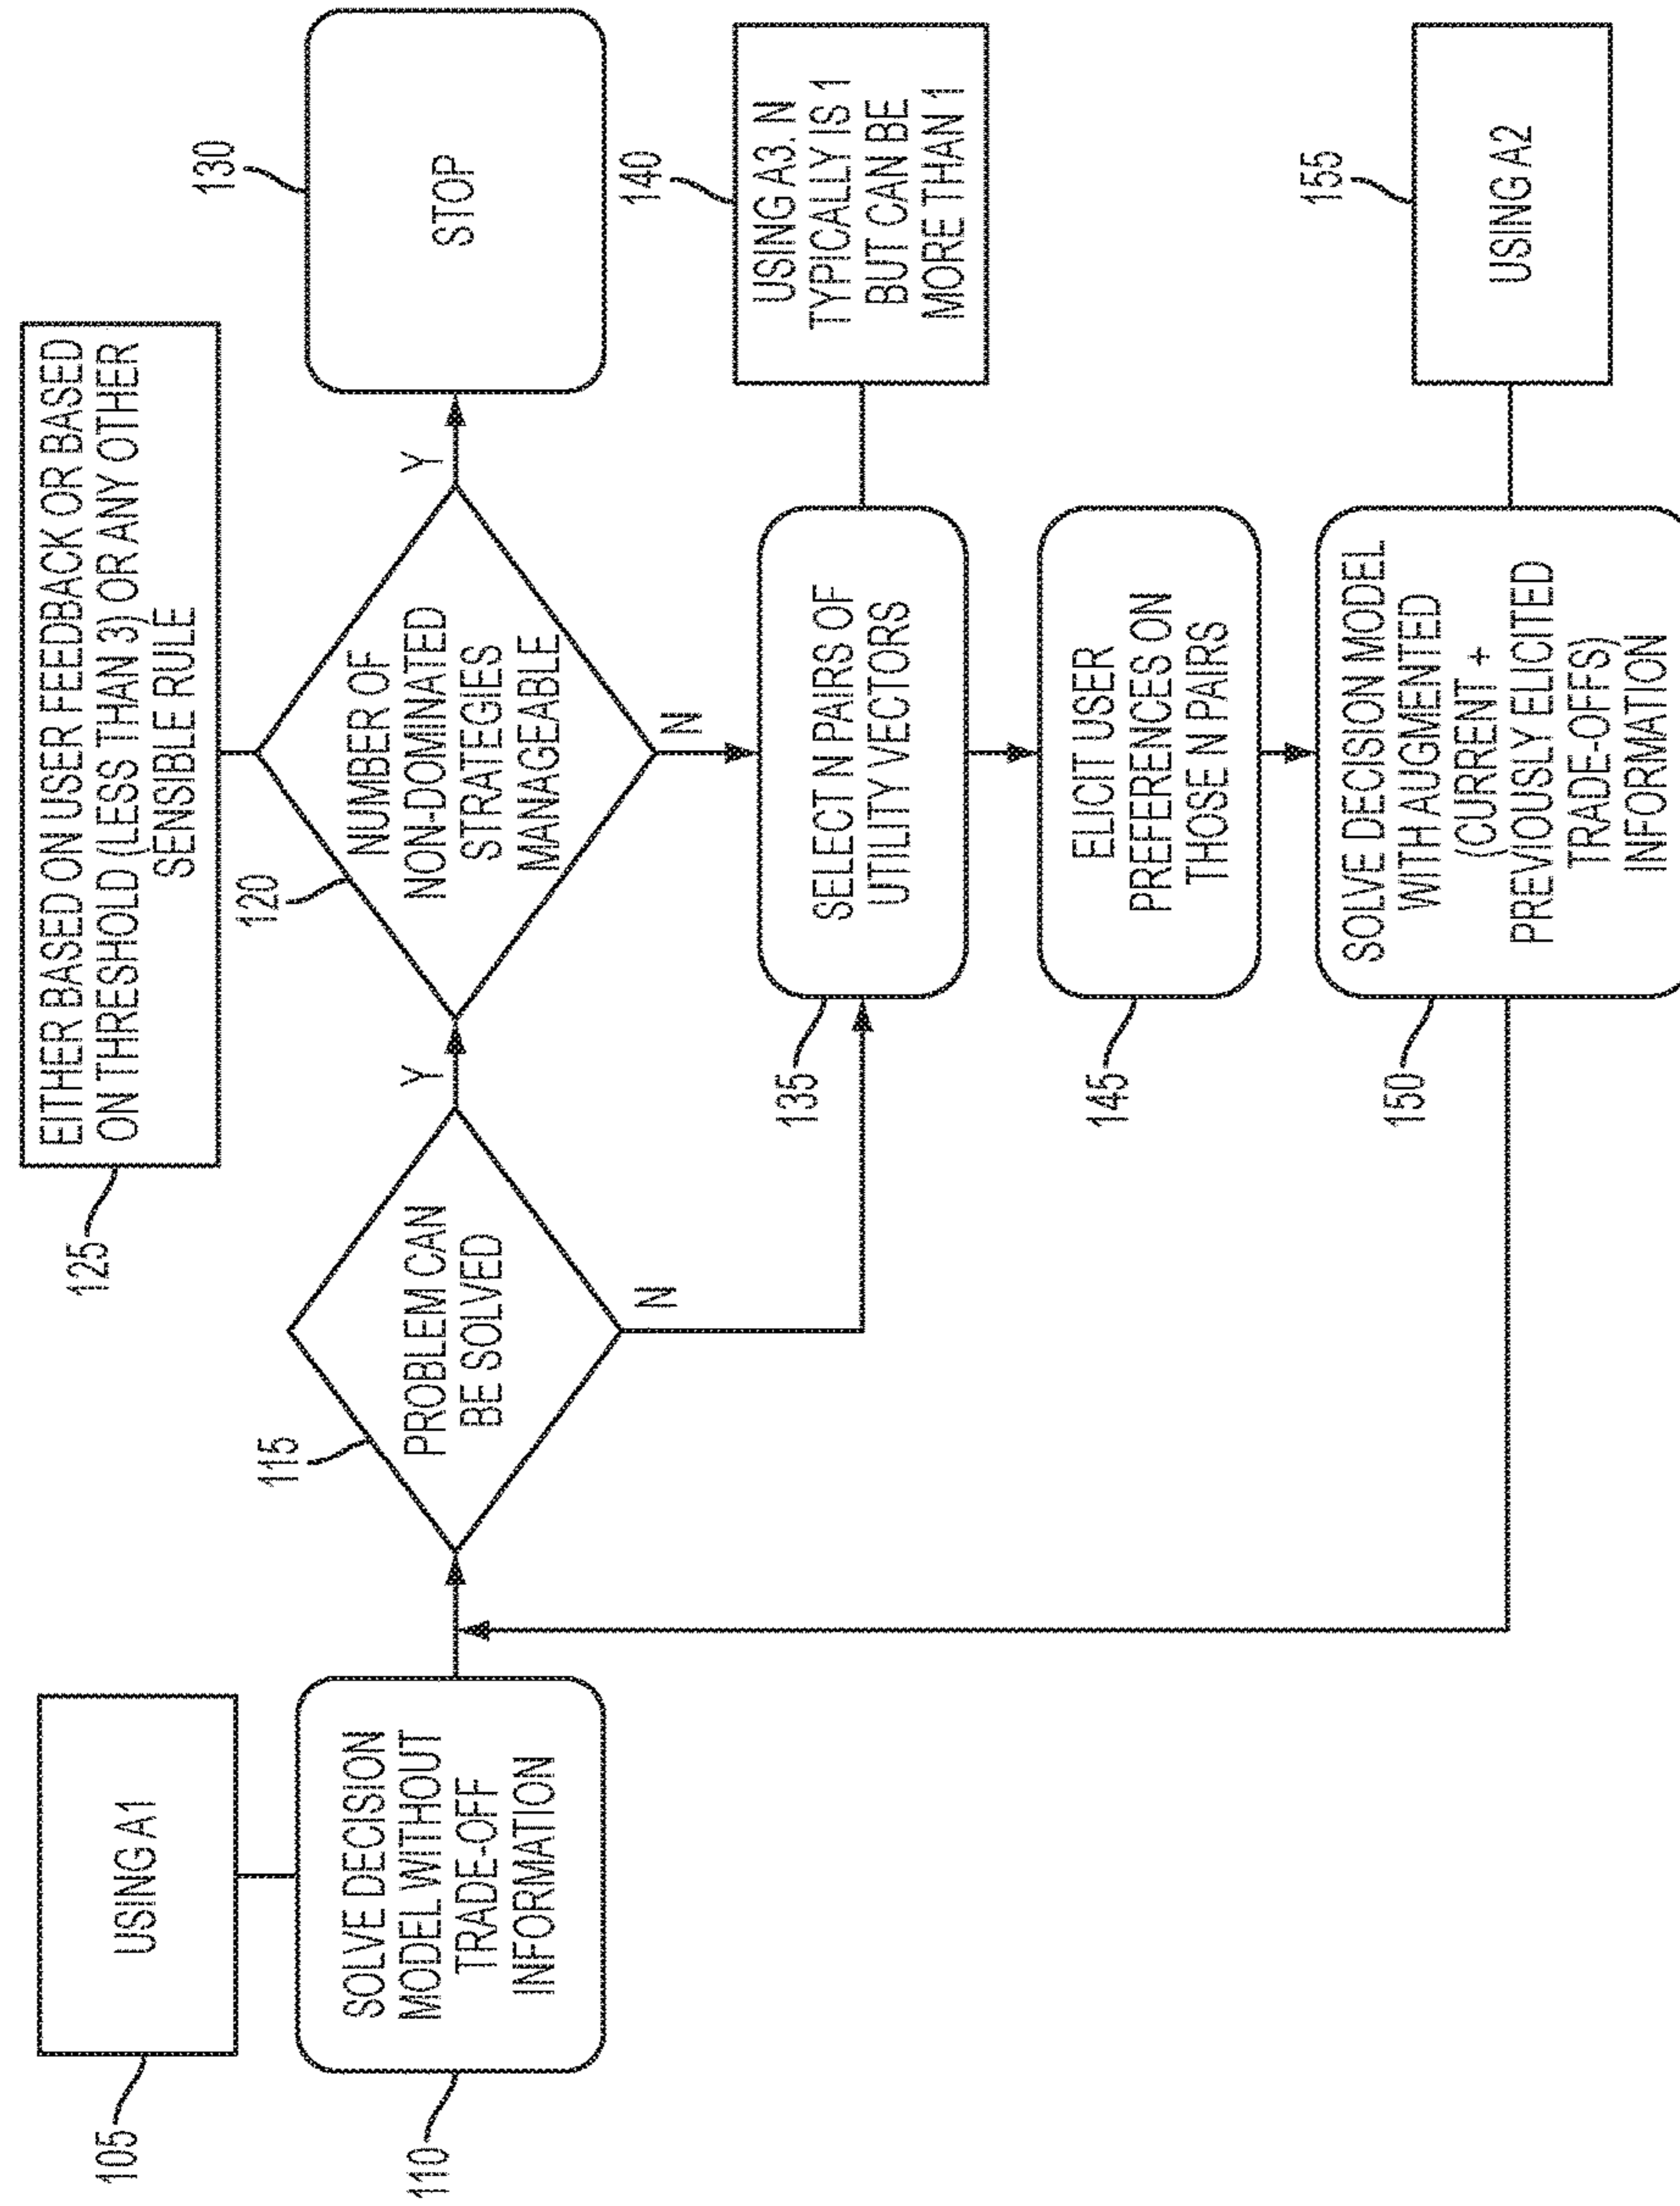 105
USING A1
110
SOLVE DECISION
MODEL WITHOUT
TRADE-OFF
INFORMATION
115
PROBLEM CAN
BE SOLVED
Y
N
125
EITHER BASED ON USER FEEDBACK OR BASED
ON THRESHOLD (LESS THAN 3) OR ANY OTHER
SENSIBLE RULE
120
NUMBER OF
NON-DOMINATED
STRATEGIES
MANAGEABLE
Y
N
130
STOP
135
SELECT N PAIRS OF
UTILITY VECTORS
140
USING A3. N
TYPICALLY IS 1
BUT CAN BE
MORE THAN 1
145
ELICIT USER
PREFERENCES ON
THOSE N PAIRS
150
SOLVE DECISION MODEL
WITH AUGMENTED
(CURRENT +
PREVIOUSLY ELICITED
TRADE-OFFS)
INFORMATION
155
USING A2